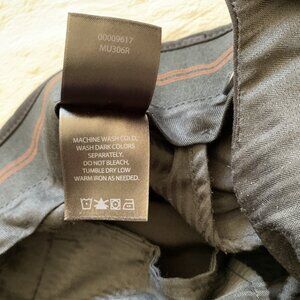 00009617
MU306R
MACHINE WASH COLD,
WASH DARK COLORS
SEPARATELY.
DO NOT BLEACH,
TUMBLE DRY LOW
WARM IRON AS NEEDED.